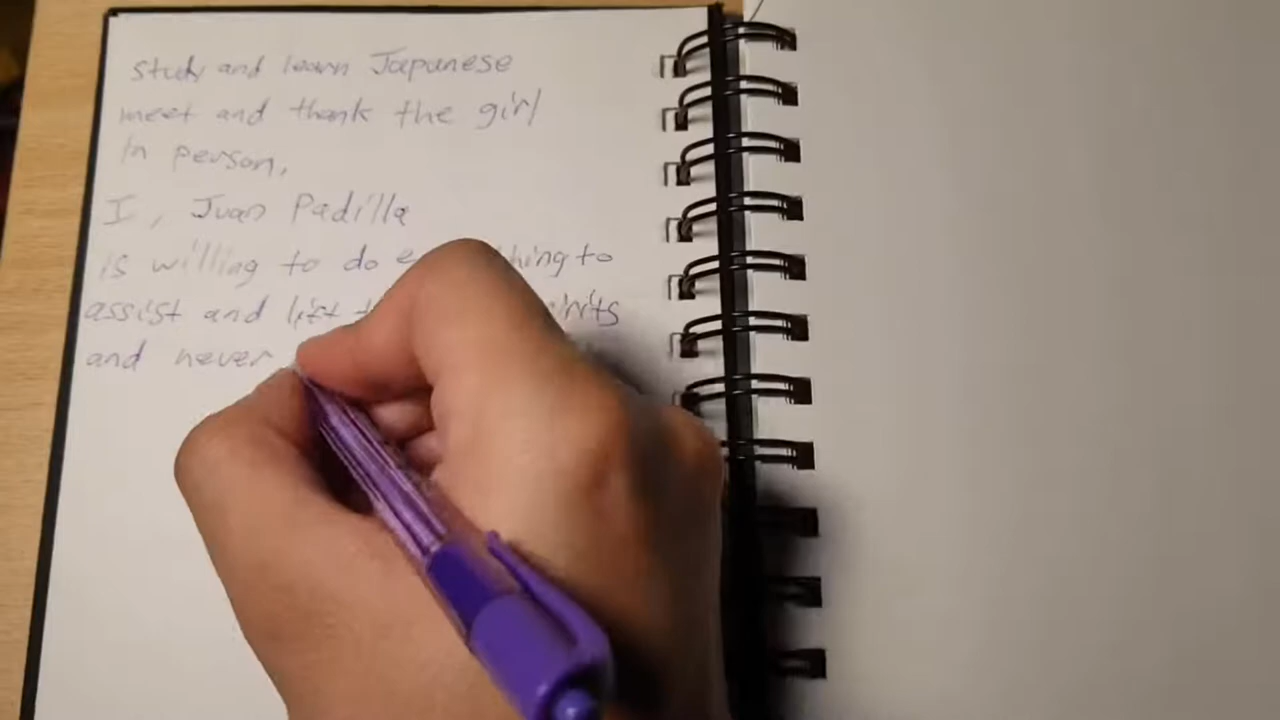 study and learn Japanese
meet and thank the girl
In person,
I, Juan Padilla
is willing to do
assist and lift
and never